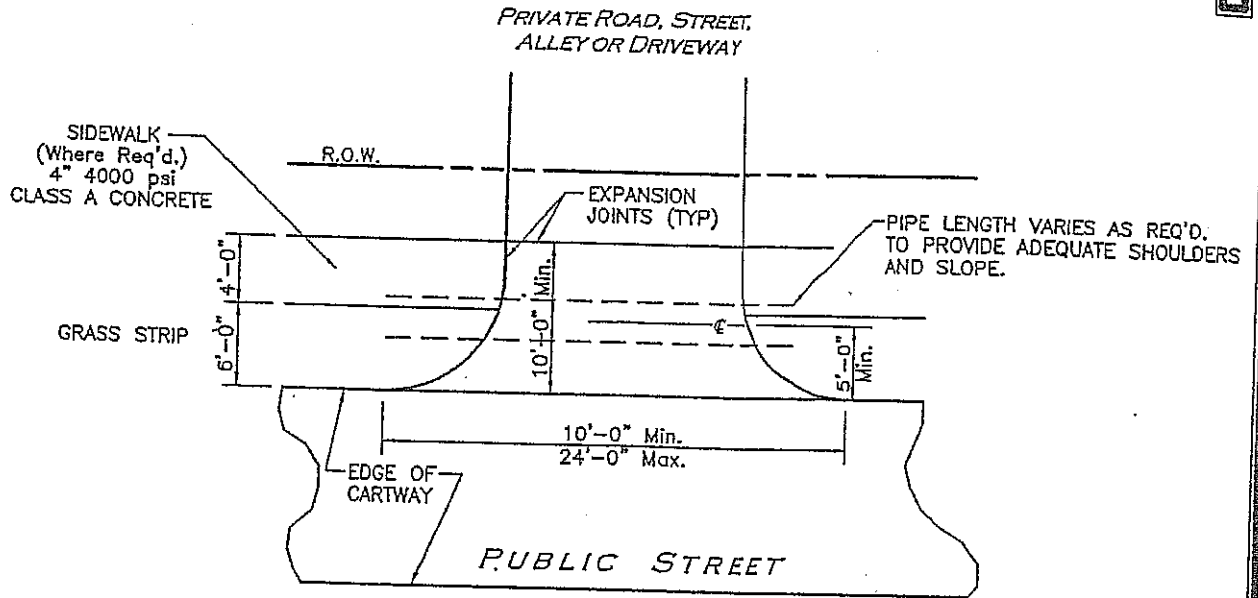 PRIVATE ROAD, STREET,
ALLEY OR DRIVEWAY
SIDEWALK
(Where Req'd.)
4" 4000 psi
CLASS A CONCRETE
R.O.W.
EXPANSION
JOINTS (TYP)
PIPE LENGTH VARIES AS REQ'D.
TO PROVIDE ADEQUATE SHOULDERS
AND SLOPE.
4'-0"
GRASS STRIP
6'-0"
10'-0" Min.
℄
5'-0"
Min.
10'-0" Min.
24'-0" Max.
EDGE OF
CARTWAY
PUBLIC STREET